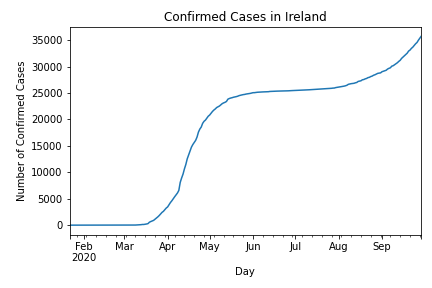 Confirmed Cases in Ireland
Number of Confirmed Cases
35000
30000
25000
20000
15000
10000
5000
0
Feb Mar Apr May Jun Jul Aug Sep
2020
Day